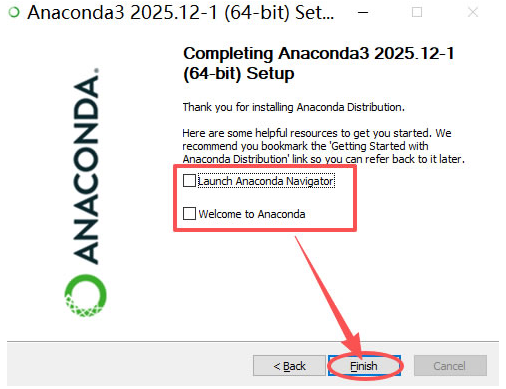 Anaconda3 2025.12-1 (64-bit) Set...
Completing Anaconda3 2025.12-1
(64-bit) Setup
Thank you for installing Anaconda Distribution.
Here are some helpful resources to get you started. We
recommend you bookmark the 'Getting Started with
Anaconda Distribution' link so you can refer back to it later.
Launch Anaconda Navigator
Welcome to Anaconda
ANACONDA.
< Back
Finish
Cancel